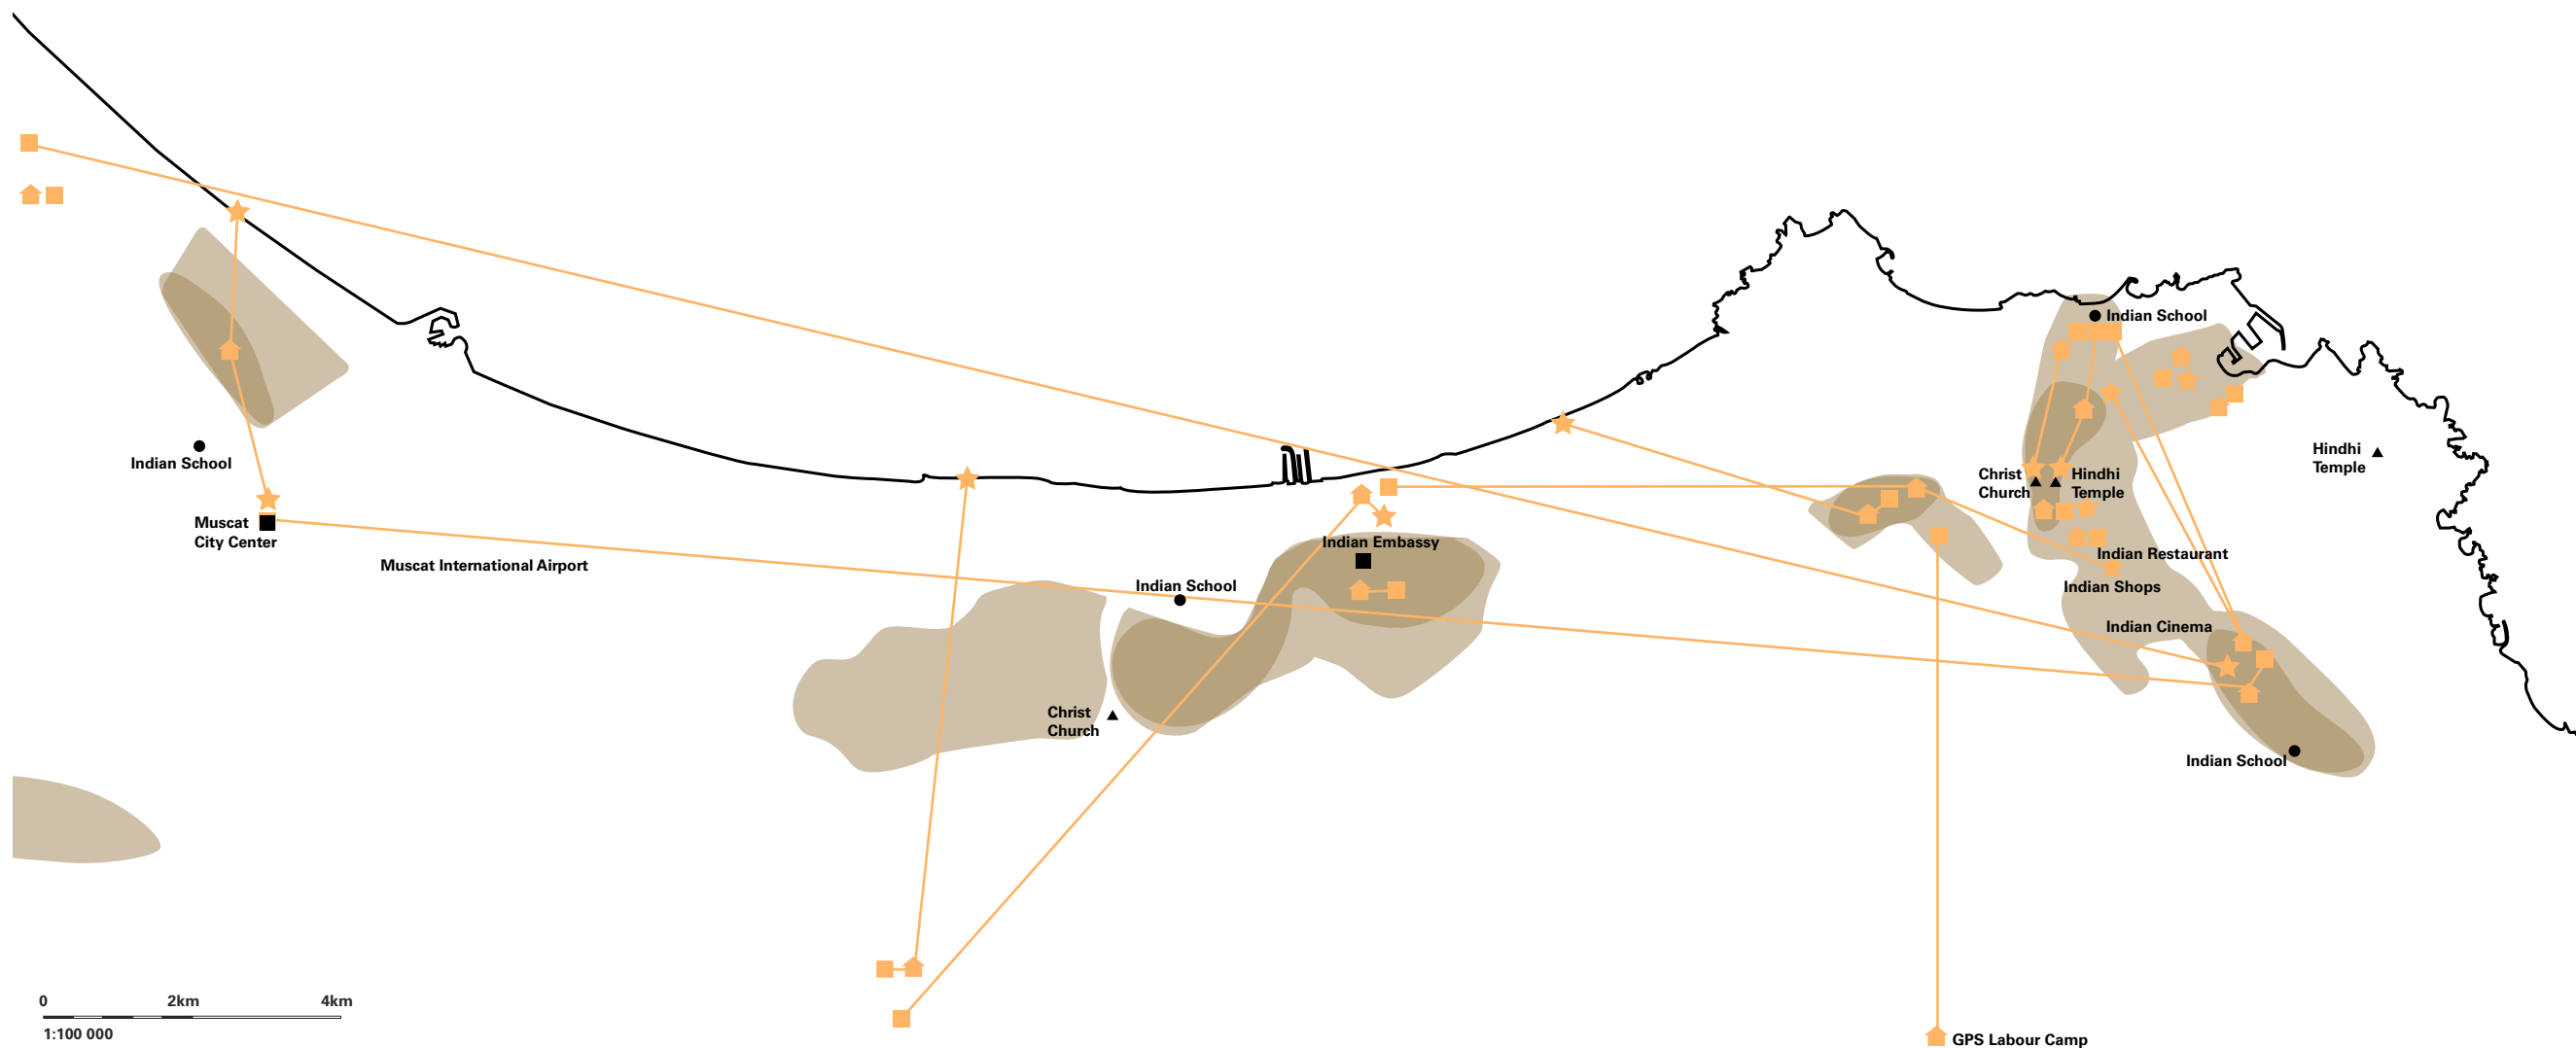 Indian School
Hindhi
Temple
Indian School
Christ
Church
Hindhi
Temple
Muscat
City Center
Muscat International Airport
Indian Embassy
Indian School
Indian Restaurant
Indian Shops
Indian Cinema
Christ
Church
Indian School
0 2km 4km
1:100 000
GPS Labour Camp